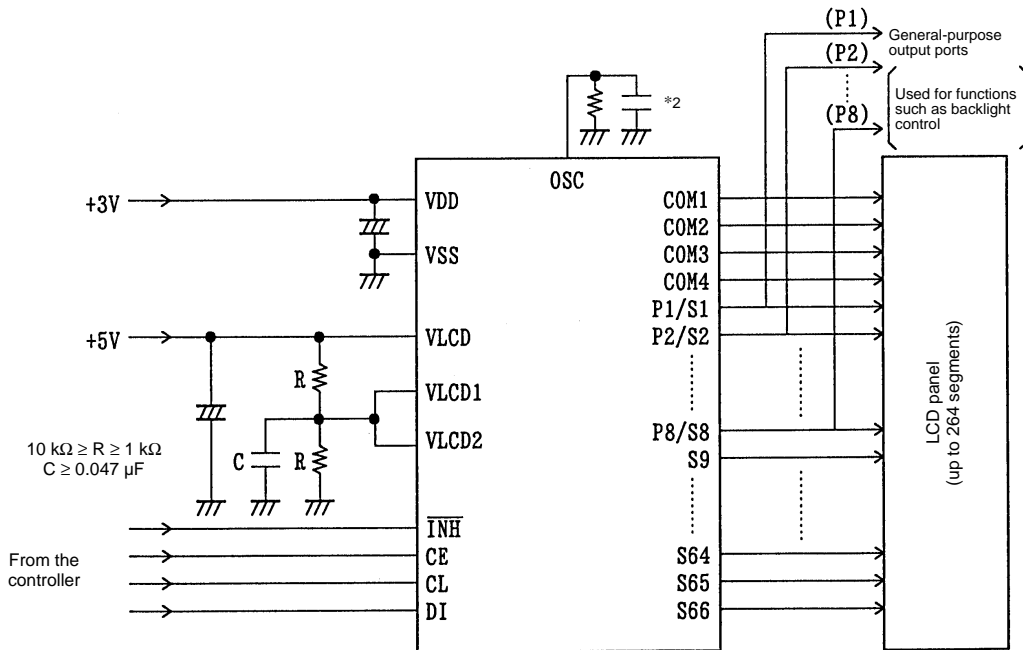 (P1)
General-purpose
output ports
(P2)
Used for functions
such as backlight
control
(P8)
*2
OSC
+3V
VDD
VSS
+5V
VLCD
R
VLCD1
VLCD2
10 kΩ ≥ R ≥ 1 kΩ
C ≥ 0.047 µF
C
R
From the
controller
INH
CE
CL
DI
COM1
COM2
COM3
COM4
P1/S1
P2/S2
P8/S8
S9
S64
S65
S66
LCD panel
(up to 264 segments)